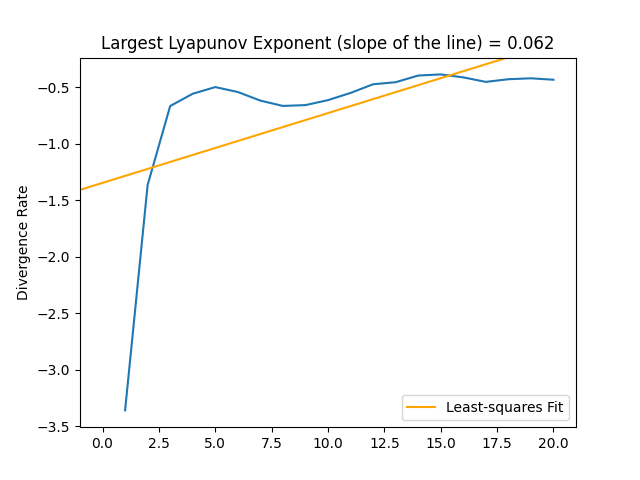 Largest Lyapunov Exponent (slope of the line) = 0.062
Divergence Rate
−0.5
−1.0
−1.5
−2.0
−2.5
−3.0
−3.5
Least-squares Fit
0.0 2.5 5.0 7.5 10.0 12.5 15.0 17.5 20.0